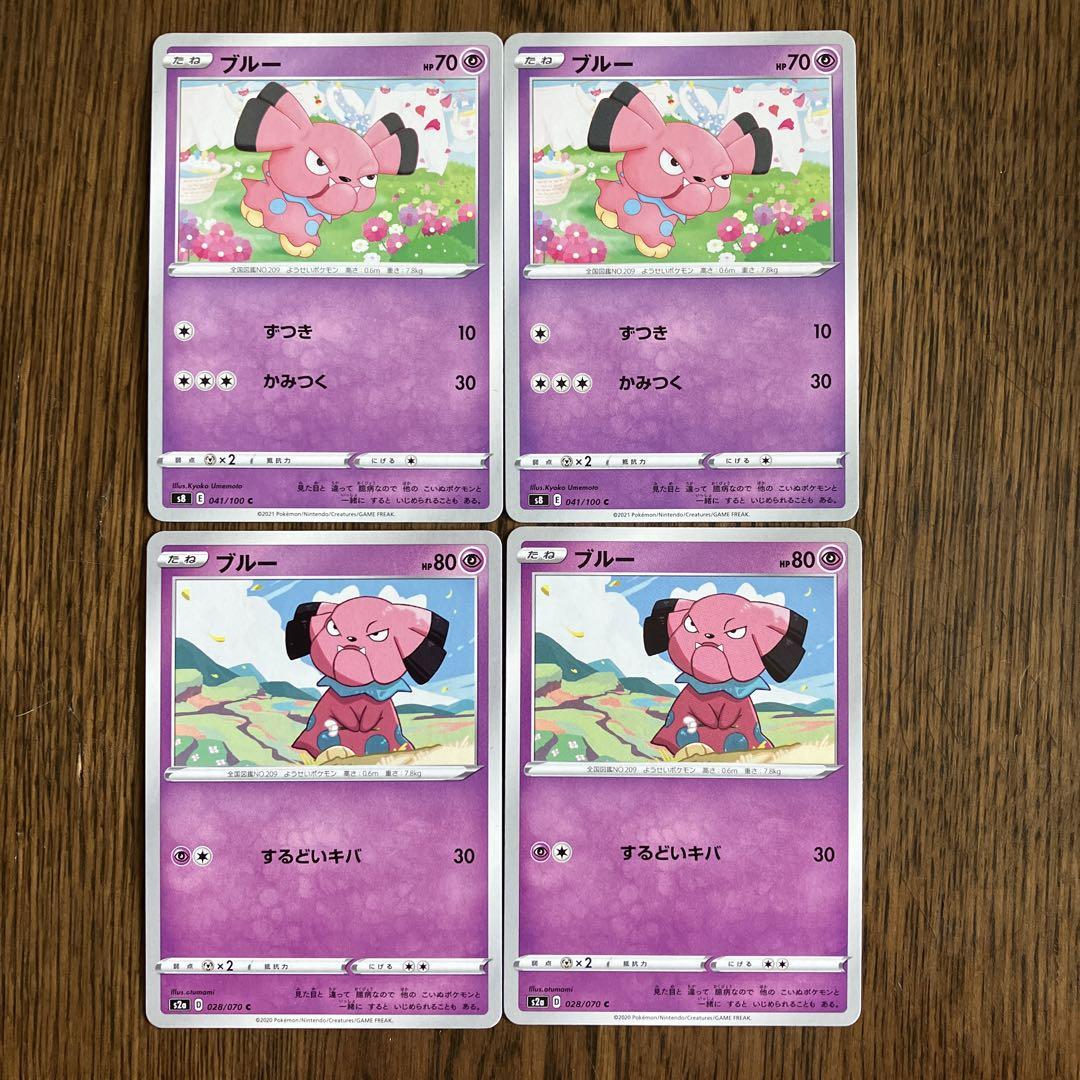 たね ブルー HP70
全国図鑑NO.209 ようせいポケモン 高さ:0.6m 重さ:7.8kg
ずつき 10
かみつく 30
弱点 ×2 抵抗力 にげる
Illus.Kyoko Umemoto
s8 E 041/100 C
見た目と違って臆病なので他のこいぬポケモンと
一緒にするといじめられることもある。
©2021 Pokémon/Nintendo/Creatures/GAME FREAK.
たね ブルー HP70
全国図鑑NO.209 ようせいポケモン 高さ:0.6m 重さ:7.8kg
ずつき 10
かみつく 30
弱点 ×2 抵抗力 にげる
Illus.Kyoko Umemoto
s8 E 041/100 C
見た目と違って臆病なので他のこいぬポケモンと
一緒にするといじめられることもある。
©2021 Pokémon/Nintendo/Creatures/GAME FREAK.
たね ブルー HP80
全国図鑑NO.209 ようせいポケモン 高さ:0.6m 重さ:7.8kg
するどいキバ 30
弱点 ×2 抵抗力 にげる
Illus.otumami
s2a D 028/070 C
見た目と違って臆病なので他のこいぬポケモンと
一緒にするといじめられることもある。
©2020 Pokémon/Nintendo/Creatures/GAME FREAK.
たね ブルー HP80
全国図鑑NO.209 ようせいポケモン 高さ:0.6m 重さ:7.8kg
するどいキバ 30
弱点 ×2 抵抗力 にげる
Illus.otumami
s2a D 028/070 C
見た目と違って臆病なので他のこいぬポケモンと
一緒にするといじめられることもある。
©2020 Pokémon/Nintendo/Creatures/GAME FREAK.